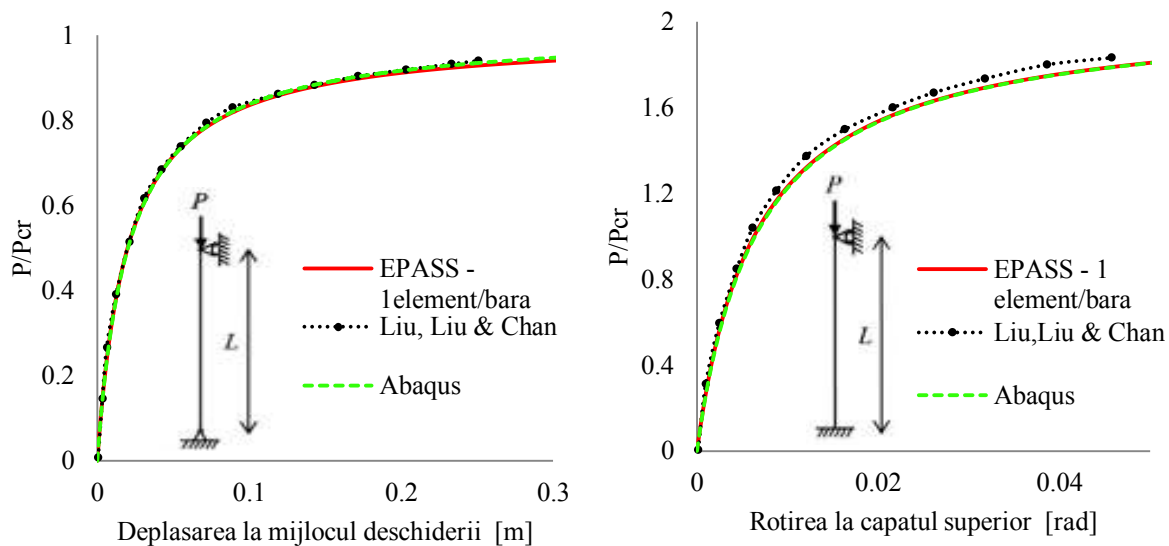 1
0.8
0.6
0.4
0.2
0
0
0.1
0.2
0.3
P/Pcr
P
L
EPASS -
1element/bara
Liu, Liu & Chan
Abaqus
Deplasarea la mijlocul deschiderii [m]
2
1.6
1.2
0.8
0.4
0
0
0.02
0.04
P/Pcr
P
L
EPASS - 1
element/bara
Liu,Liu & Chan
Abaqus
Rotirea la capatul superior [rad]